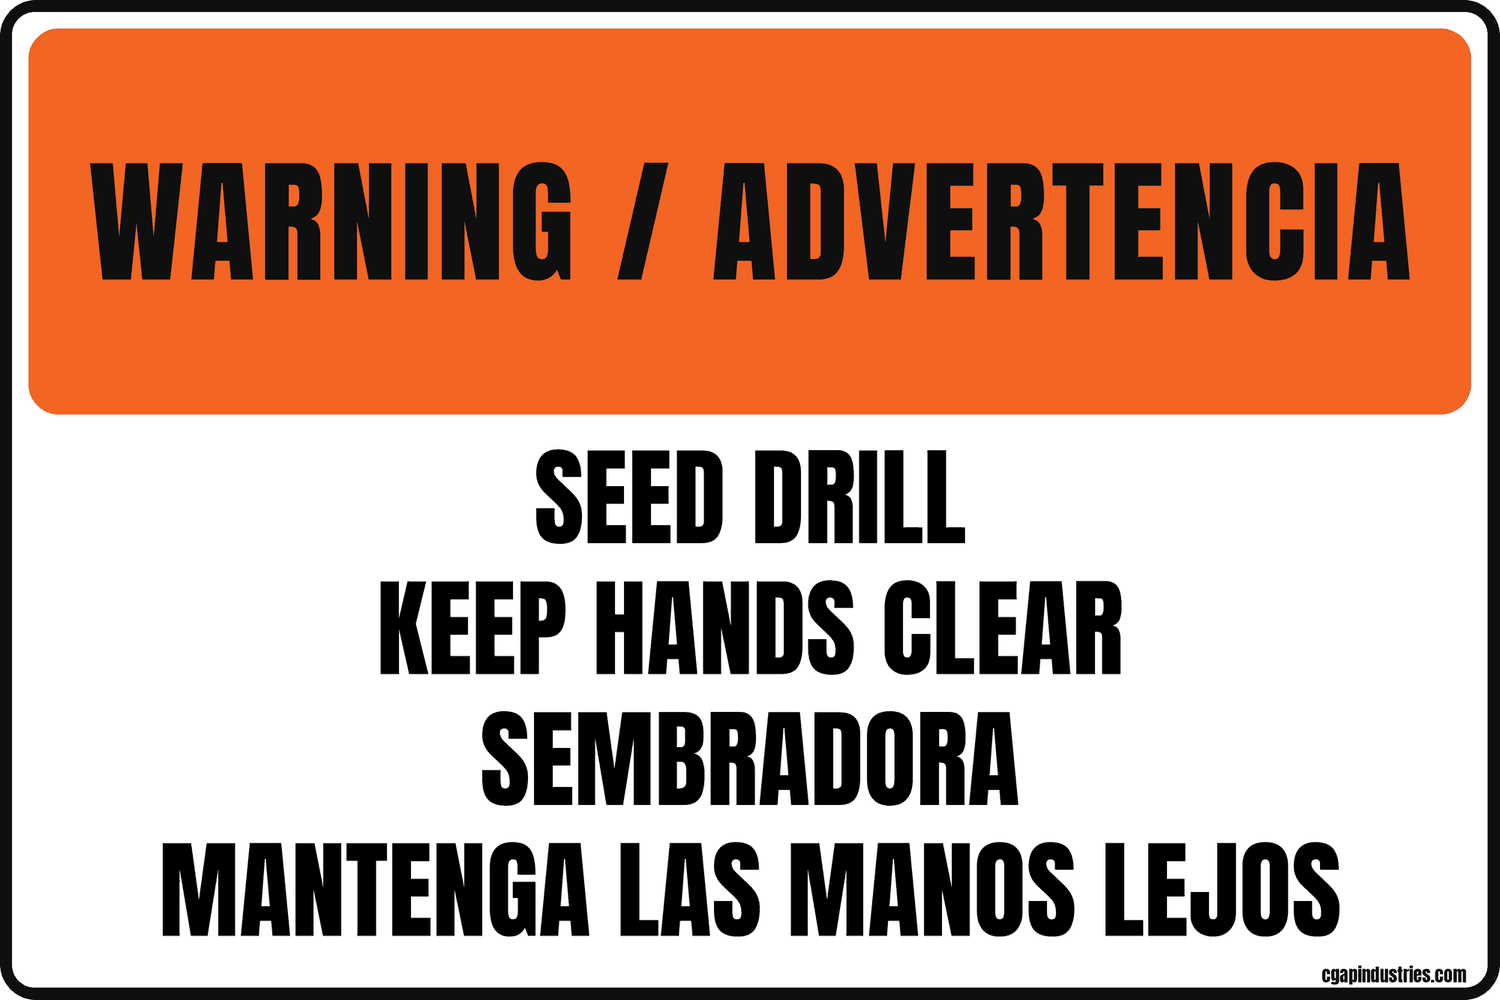 WARNING / ADVERTENCIA
SEED DRILL
KEEP HANDS CLEAR
SEMBRADORA
MANTENGA LAS MANOS LEJOS
cgapindustries.com